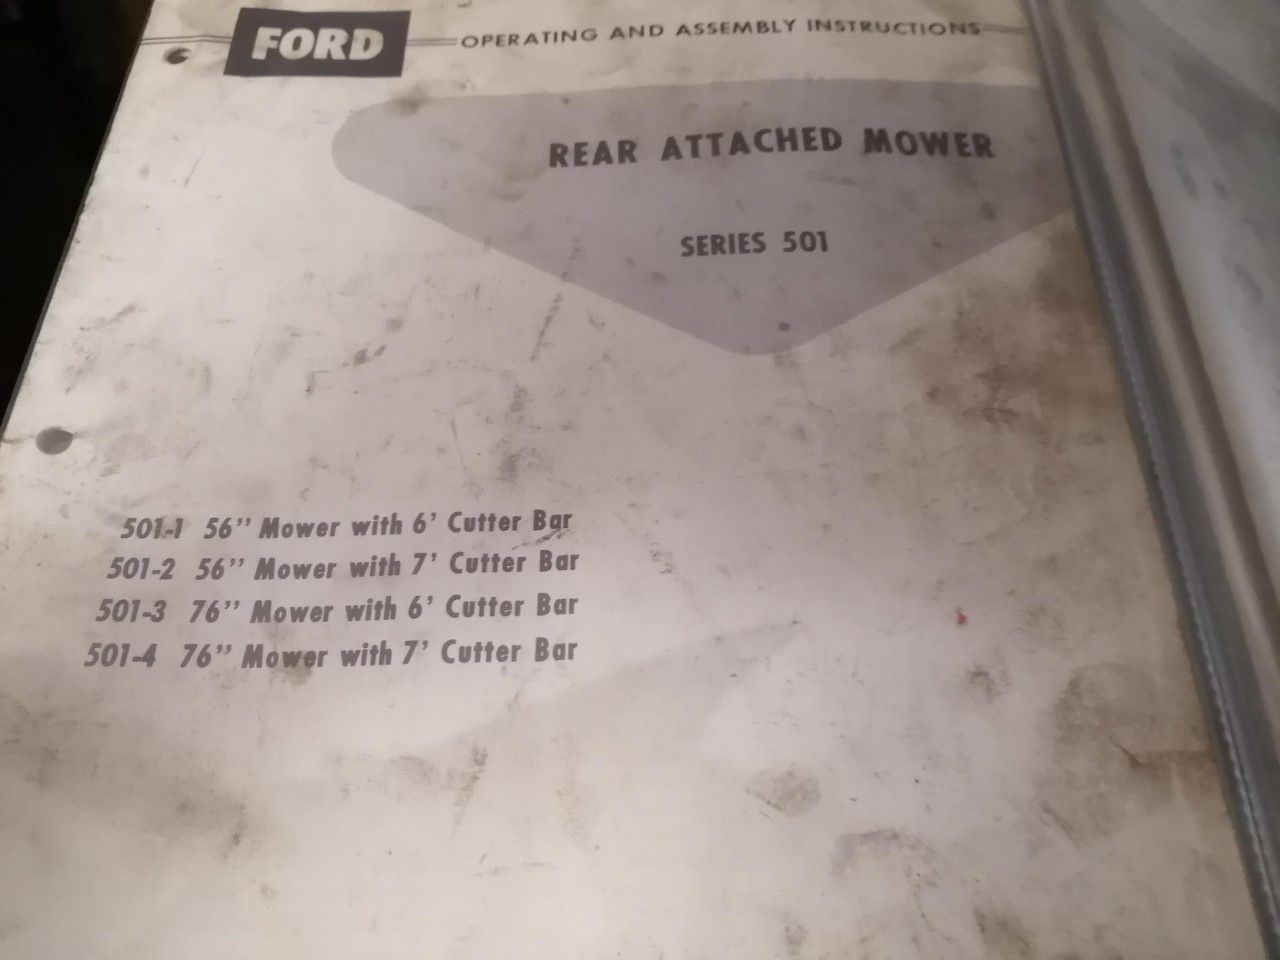 FORD OPERATING AND ASSEMBLY INSTRUCTIONS
REAR ATTACHED MOWER
SERIES 501
501-1 56" Mower with 6' Cutter Bar
501-2 56" Mower with 7' Cutter Bar
501-3 76" Mower with 6' Cutter Bar
501-4 76" Mower with 7' Cutter Bar